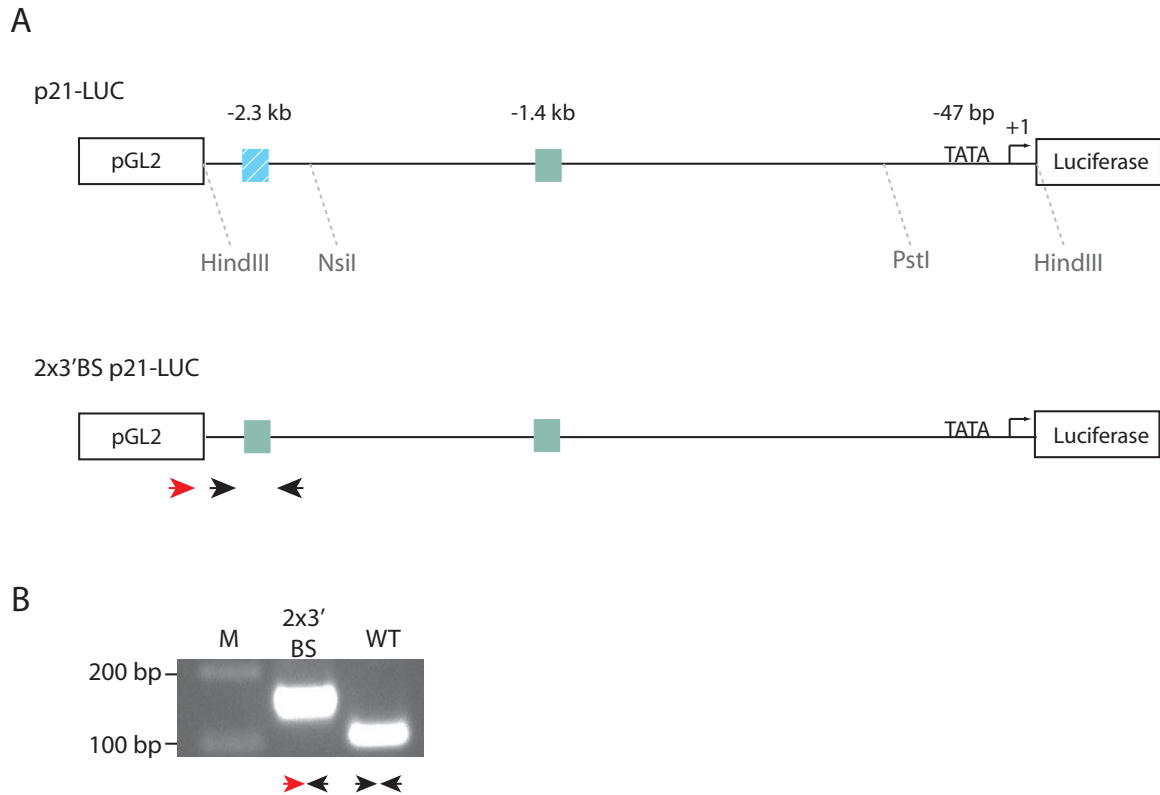 A
p21-LUC
-2.3 kb -1.4 kb -47 bp +1
pGL2 TATA Luciferase
HindIII NsiI PstI HindIII
2x3'BS p21-LUC
pGL2 TATA Luciferase
B
M 2x3' BS WT
200 bp
100 bp